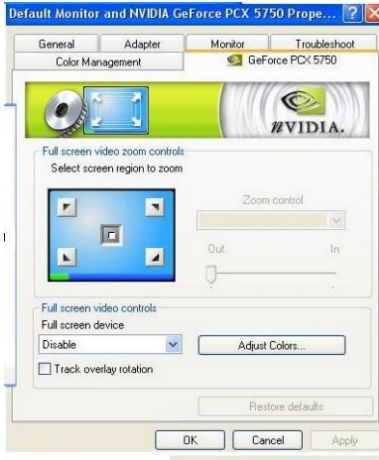 Default Monitor and NVIDIA GeForce PCX 5750 Prope...
General Adapter Monitor Troubleshoot
Color Management GeForce PCX 5750
NVIDIA.
Full screen video zoom controls
Select screen region to zoom
Zoom control
Out In
Full screen video controls
Full screen device
Disable Adjust Colors...
Track overlay rotation
Restore defaults
OK Cancel Apply